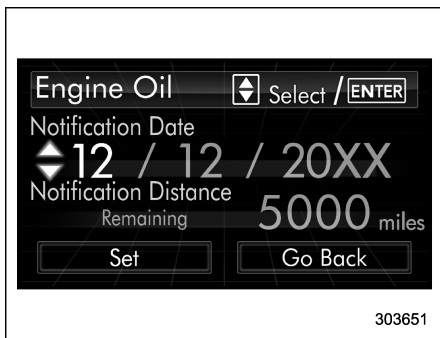 Engine Oil Select / ENTER
Notification Date
12 / 12 / 20XX
Notification Distance
Remaining 5000 miles
Set Go Back
303651